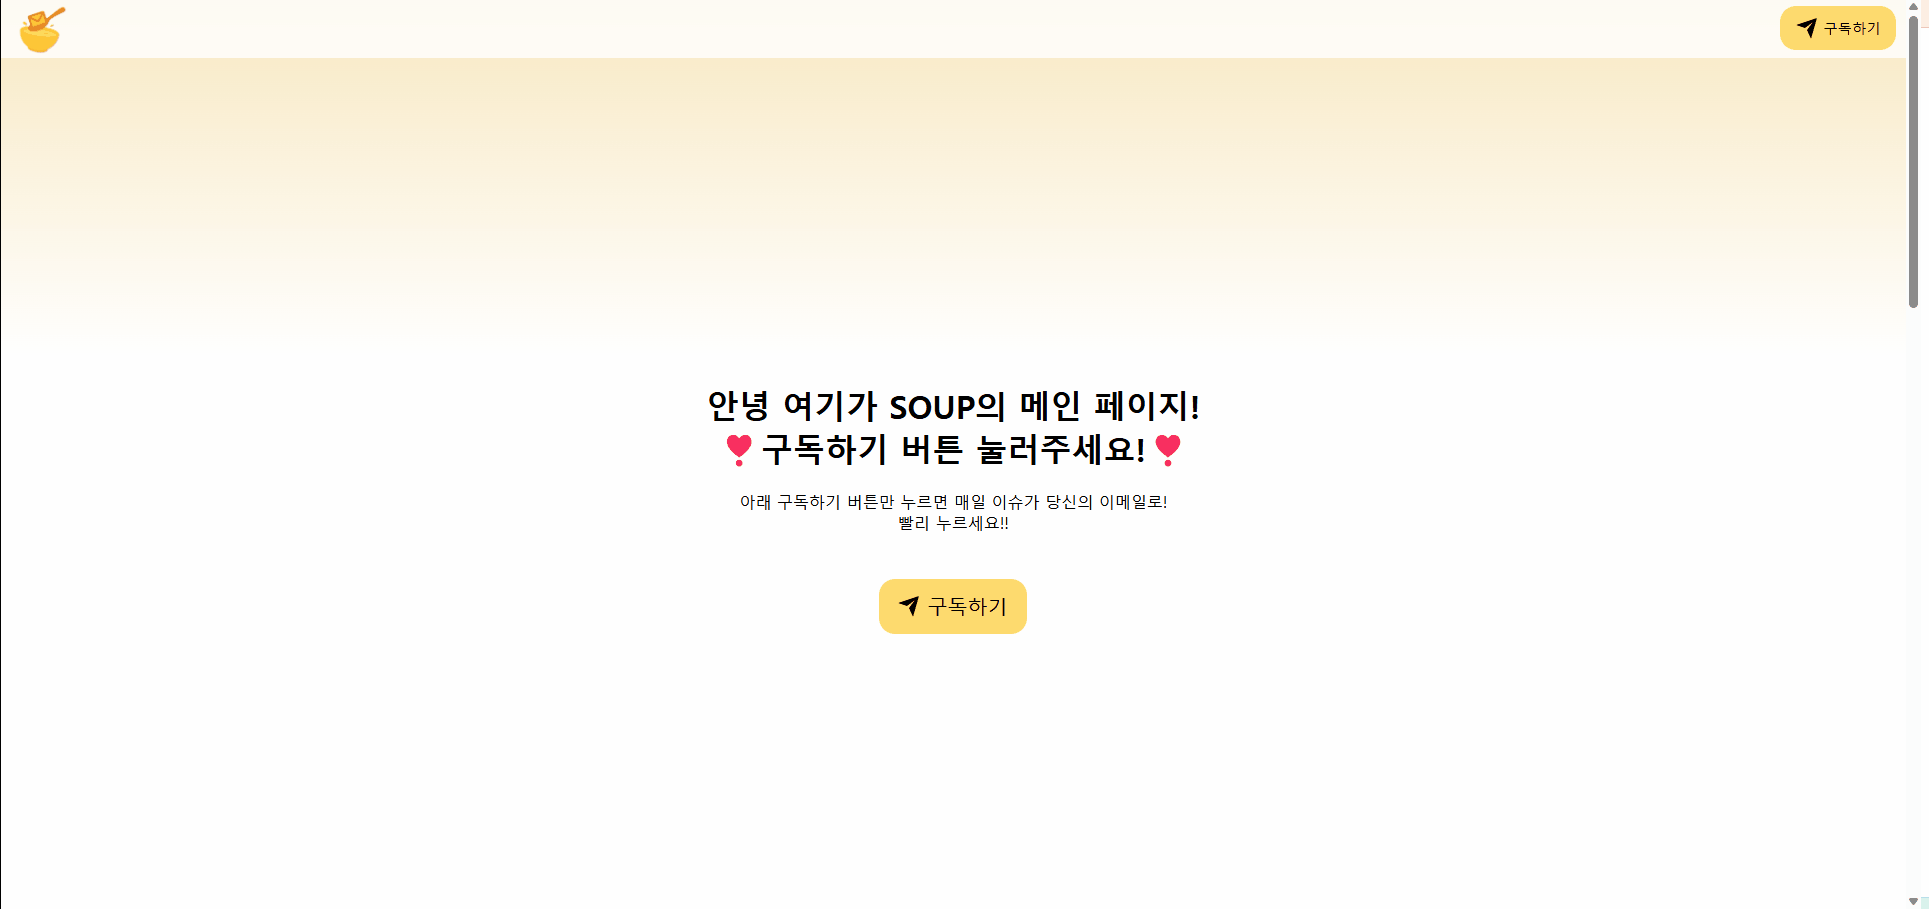 구독하기
안녕 여기가 SOUP의 메인 페이지!
❣구독하기 버튼 눌러주세요!❣
아래 구독하기 버튼만 누르면 매일 이슈가 당신의 이메일로!
빨리 누르세요!!
구독하기